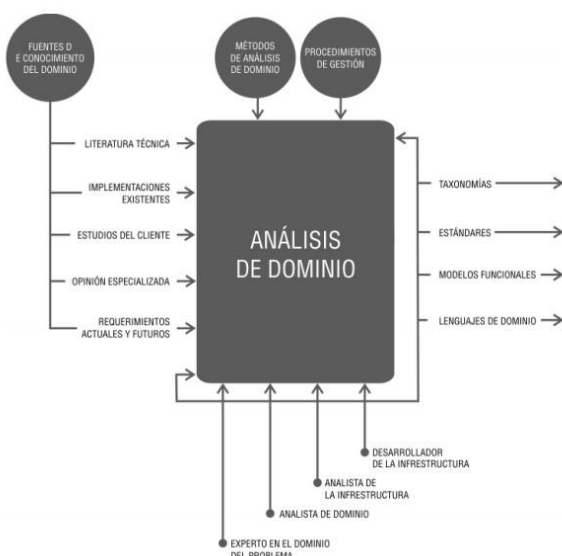 FUENTES D
E CONOCIMIENTO
DEL DOMINIO
MÉTODOS
DE ANÁLISIS
DE DOMINIO
PROCEDIMIENTOS
DE GESTIÓN
LITERATURA TÉCNICA
IMPLEMENTACIONES
EXISTENTES
ESTUDIOS DEL CLIENTE
OPINIÓN ESPECIALIZADA
REQUERIMIENTOS
ACTUALES Y FUTUROS
ANÁLISIS
DE DOMINIO
TAXONOMÍAS
ESTÁNDARES
MODELOS FUNCIONALES
LENGUAJES DE DOMINIO
DESARROLLADOR
DE LA INFRESTRUCTURA
ANALISTA DE
LA INFRAESTRUCTURA
ANALISTA DE DOMINIO
EXPERTO EN EL DOMINIO
DEL PROBLEMA